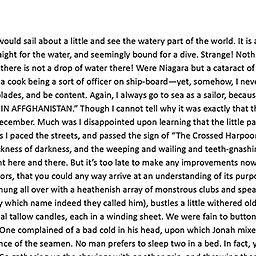 would sail about a little and see the watery part of the world. It is a
aight for the water, and seemingly bound for a dive. Strange! Noth
there is not a drop of water there! Were Niagara but a cataract of
a cook being a sort of officer on ship-board—yet, somehow, I neve
blades, and be content. Again, I always go to sea as a sailor, becaus
IN AFFGHANISTAN.” Though I cannot tell why it was exactly that th
ecember. Much was I disappointed upon learning that the little pa
s I paced the streets, and passed the sign of “The Crossed Harpoor
ckness of darkness, and the weeping and wailing and teeth-gnashi
nt here and there. But it’s too late to make any improvements now
ors, that you could any way arrive at an understanding of its purpo
hung all over with a heathenish array of monstrous clubs and spea
y which name indeed they called him), bustles a little withered old
al tallow candles, each in a winding sheet. We were fain to button
One complained of a bad cold in his head, upon which Jonah mixe
nce of the seamen. No man prefers to sleep two in a bed. In fact, y